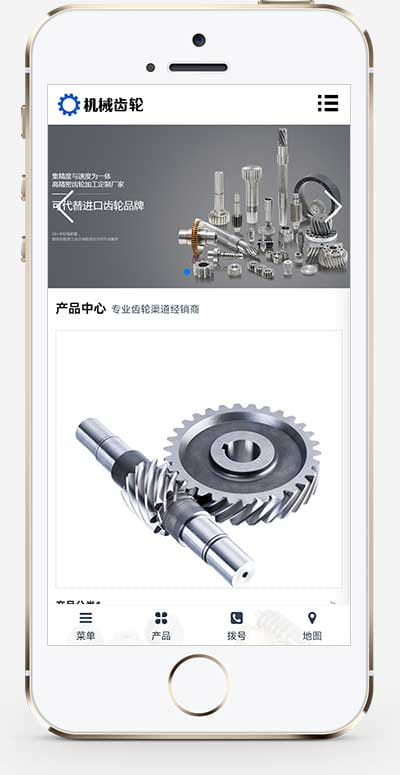 机械齿轮
集精度与速度为一体
高精密齿轮加工定制厂家
可代替进口齿轮品牌
产品中心 专业齿轮渠道经销商
菜单 产品 拨号 地图